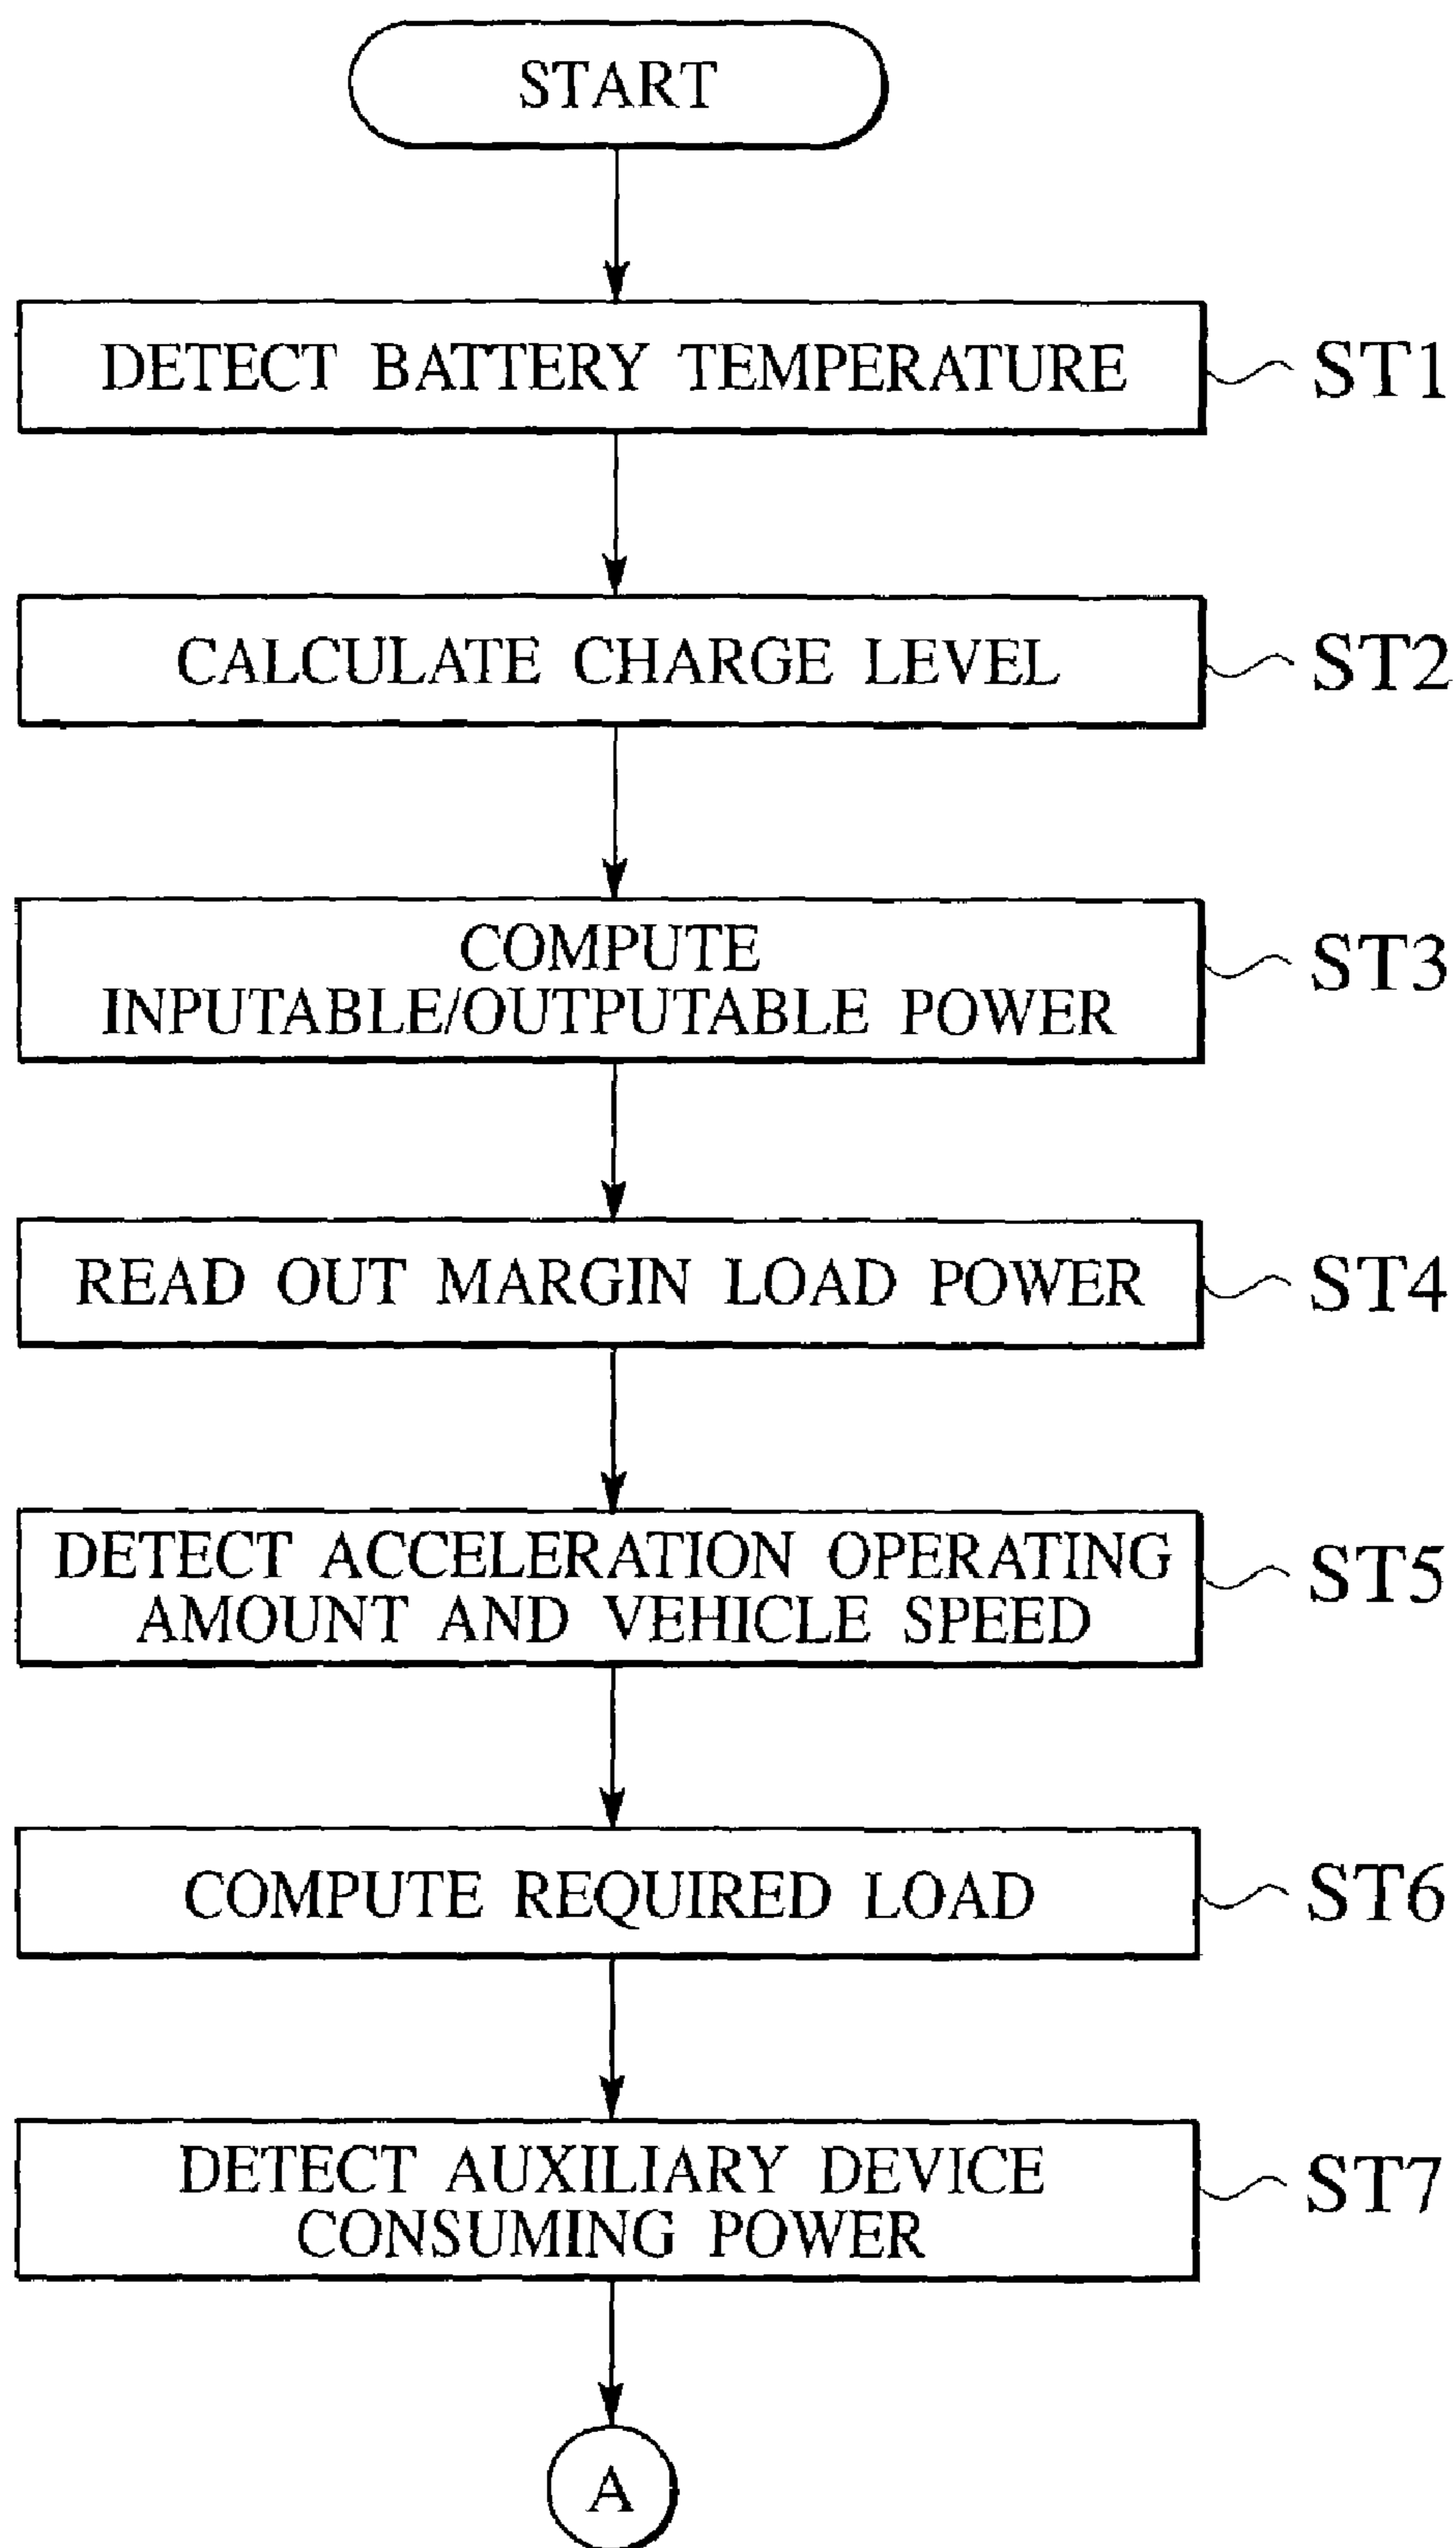 START
DETECT BATTERY TEMPERATURE
ST1
CALCULATE CHARGE LEVEL
ST2
COMPUTE
INPUTABLE/OUTPUTABLE POWER
ST3
READ OUT MARGIN LOAD POWER
ST4
DETECT ACCELERATION OPERATING
AMOUNT AND VEHICLE SPEED
ST5
COMPUTE REQUIRED LOAD
ST6
DETECT AUXILIARY DEVICE
CONSUMING POWER
ST7
A